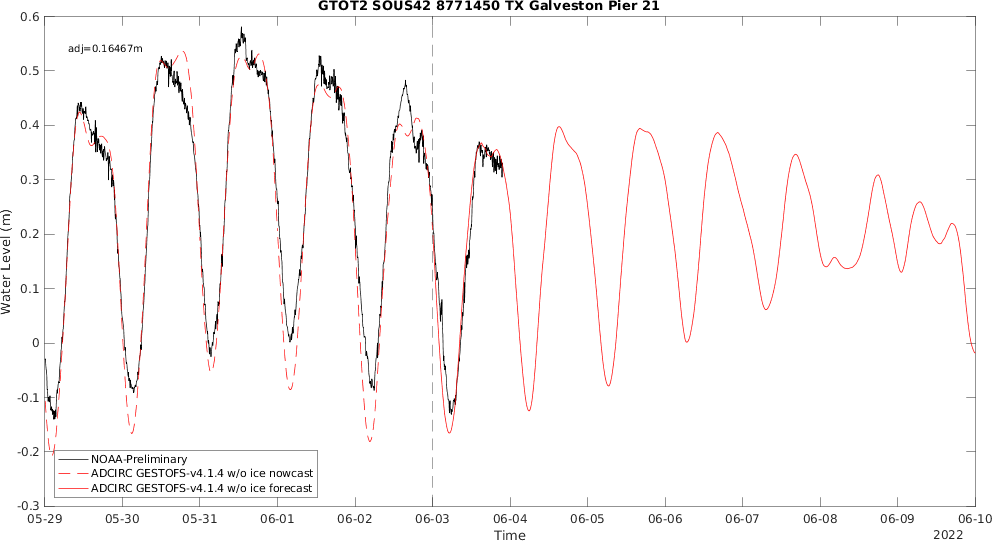 GTOT2 SOUS42 8771450 TX Galveston Pier 21
adj=0.16467m
0.6
0.5
0.4
0.3
0.2
0.1
0
-0.1
-0.2
-0.3
Water Level (m)
NOAA-Preliminary
ADCIRC GESTOFS-v4.1.4 w/o ice nowcast
ADCIRC GESTOFS-v4.1.4 w/o ice forecast
05-29 05-30 05-31 06-01 06-02 06-03 06-04 06-05 06-06 06-07 06-08 06-09 06-10
Time
2022